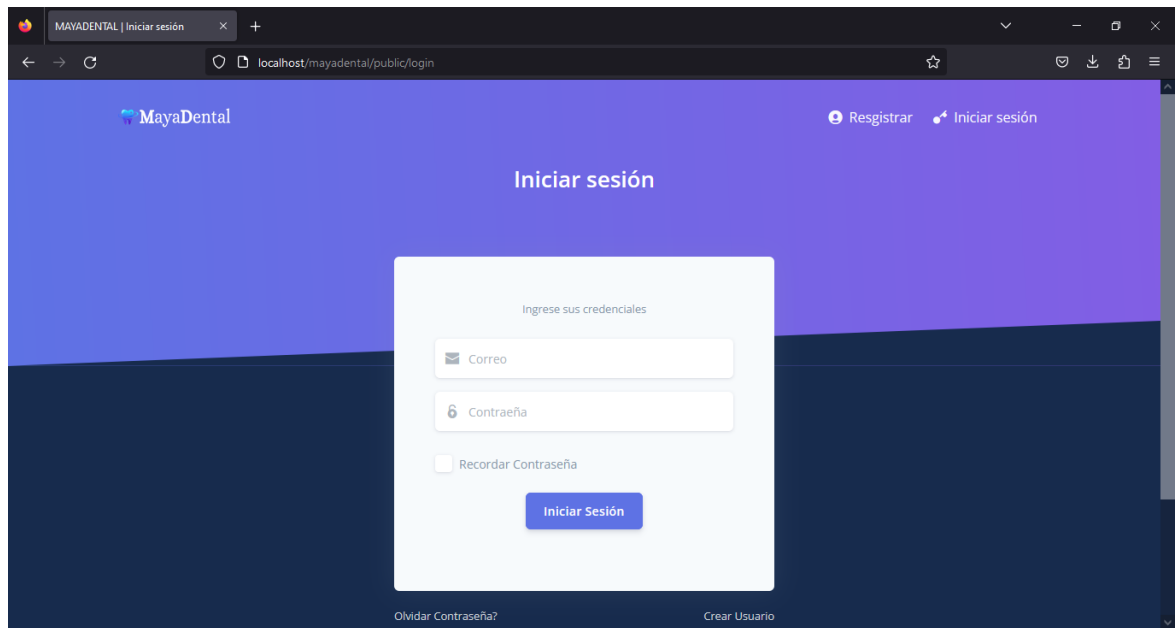 MAYADENTAL | Iniciar sesión
localhost/mayadental/public/login
MayaDental
Resgistrar
Iniciar sesión
Iniciar sesión
Ingrese sus credenciales
Correo
Contraeña
Recordar Contraseña
Iniciar Sesión
Olvidar Contraseña?
Crear Usuario